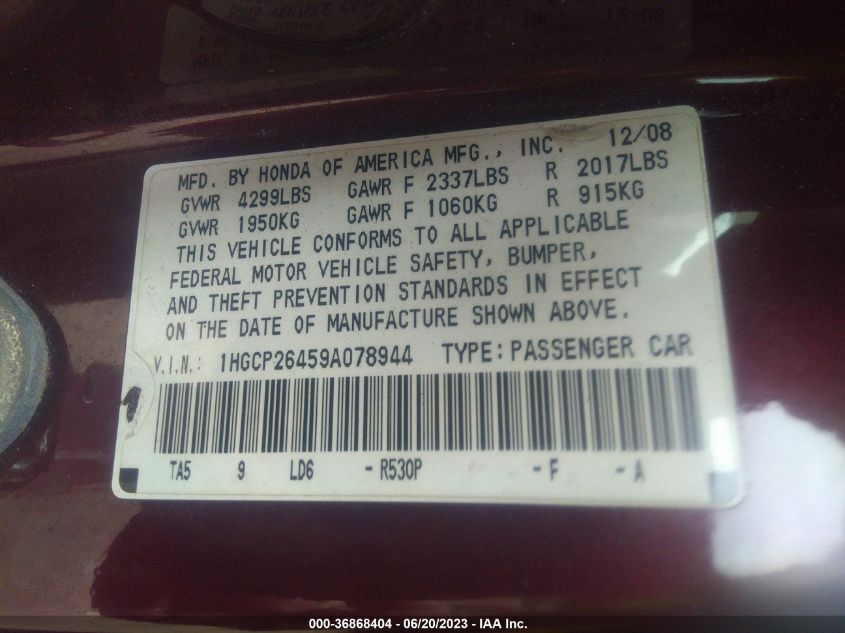 MFD. BY HONDA OF AMERICA MFG., INC. 12/08
GVWR 4299LBS GAWR F 2337LBS R 2017LBS
GVWR 1950KG GAWR F 1060KG R 915KG
THIS VEHICLE CONFORMS TO ALL APPLICABLE
FEDERAL MOTOR VEHICLE SAFETY, BUMPER,
AND THEFT PREVENTION STANDARDS IN EFFECT
ON THE DATE OF MANUFACTURE SHOWN ABOVE.
V.I.N.: 1HGCP26459A078944 TYPE: PASSENGER CAR
TA5 9 LD6 - R530P - F - A
000-36868404 - 06/20/2023 - IAA Inc.